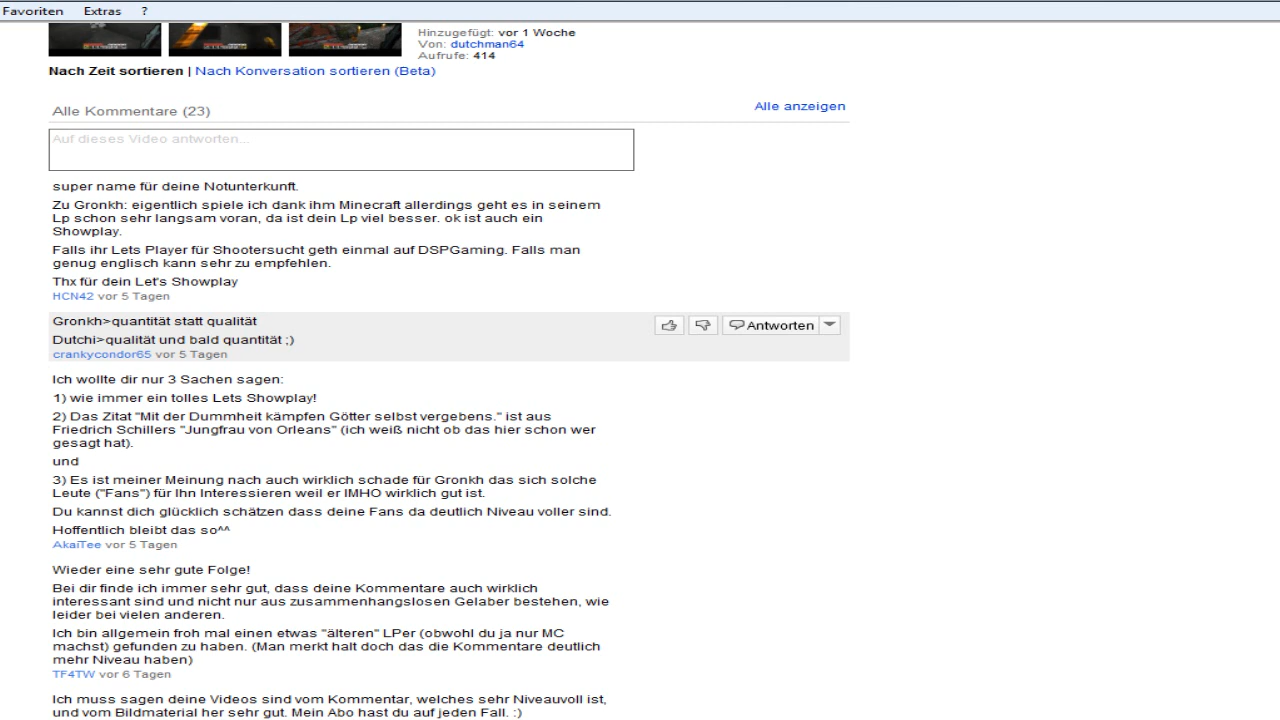 Favoriten Extras ?
Hinzugefügt: vor 1 Woche
Von: dutchman64
Aufrufe: 414
Nach Zeit sortieren | Nach Konversation sortieren (Beta)
Alle Kommentare (23)
Alle anzeigen
Auf dieses Video antworten...
super name für deine Notunterkunft.
Zu Gronkh: eigentlich spiele ich dank ihm Minecraft allerdings geht es in seinem
Lp schon sehr langsam voran, da ist dein Lp viel besser. ok ist auch ein
Showplay.
Falls ihr Lets Player für Shootersucht geth einmal auf DSPGaming. Falls man
genug englisch kann sehr zu empfehlen.
Thx für dein Let's Showplay
HCN42 vor 5 Tagen
Gronkh>quantität statt qualität
Antworten
Dutchi>qualität und bald quantität ;)
crankycondor65 vor 5 Tagen
Ich wollte dir nur 3 Sachen sagen:
1) wie immer ein tolles Lets Showplay!
2) Das Zitat "Mit der Dummheit kämpfen Götter selbst vergebens." ist aus
Friedrich Schillers "Jungfrau von Orleans" (ich weiß nicht ob das hier schon wer
gesagt hat).
und
3) Es ist meiner Meinung nach auch wirklich schade für Gronkh das sich solche
Leute ("Fans") für Ihn Interessieren weil er IMHO wirklich gut ist.
Du kannst dich glücklich schätzen dass deine Fans da deutlich Niveau voller sind.
Hoffentlich bleibt das so^^
AkaiTee vor 5 Tagen
Wieder eine sehr gute Folge!
Bei dir finde ich immer sehr gut, dass deine Kommentare auch wirklich
interessant sind und nicht nur aus zusammenhangslosen Gelaber bestehen, wie
leider bei vielen anderen.
Ich bin allgemein froh mal einen etwas "älteren" LPer (obwohl du ja nur MC
machst) gefunden zu haben. (Man merkt halt doch das die Kommentare deutlich
mehr Niveau haben)
TF4TW vor 6 Tagen
Ich muss sagen deine Videos sind vom Kommentar, welches sehr Niveauvoll ist,
und vom Bildmaterial her sehr gut. Mein Abo hast du auf jeden Fall. :)